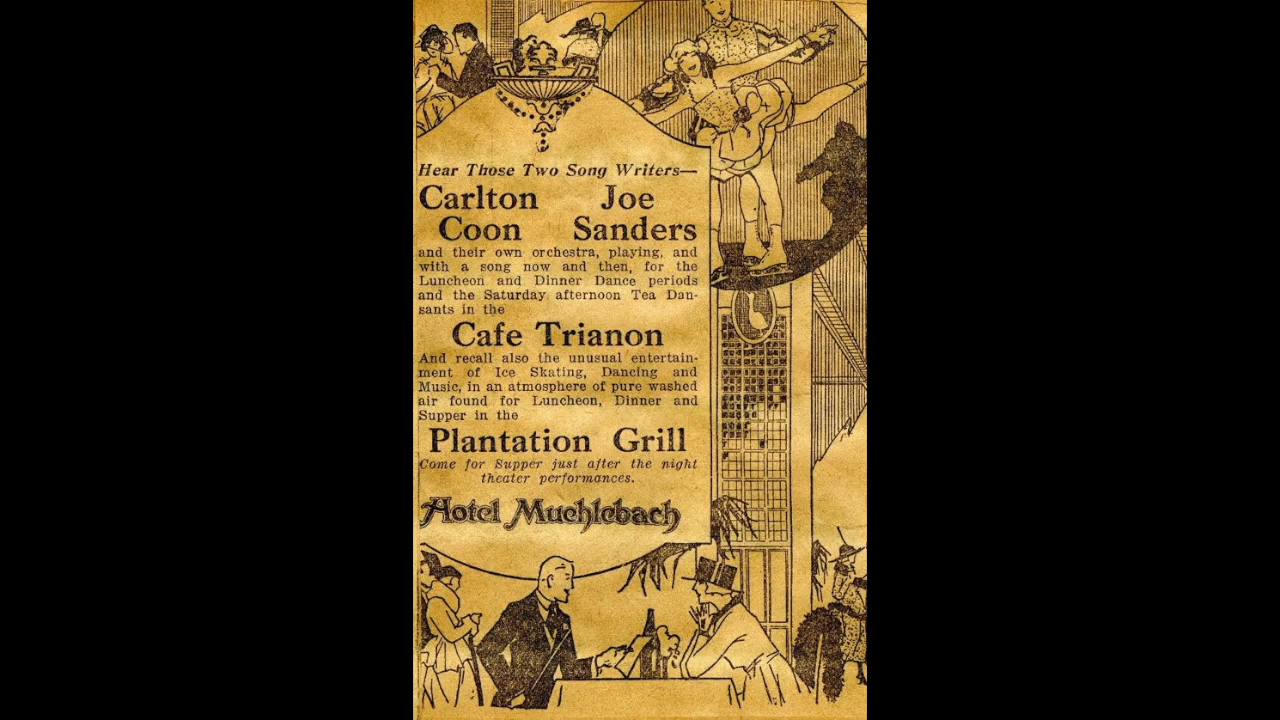 Hear Those Two Song Writers—
Carlton Joe
Coon Sanders
and their own orchestra, playing, and
with a song now and then, for the
Luncheon and Dinner Dance periods
and the Saturday afternoon Tea Dan-
sants in the
Cafe Trianon
And recall also the unusual entertain-
ment of Ice Skating, Dancing and
Music, in an atmosphere of pure washed
air found for Luncheon, Dinner and
Supper in the
Plantation Grill
Come for Supper just after the night
theater performances.
Hotel Muehlebach